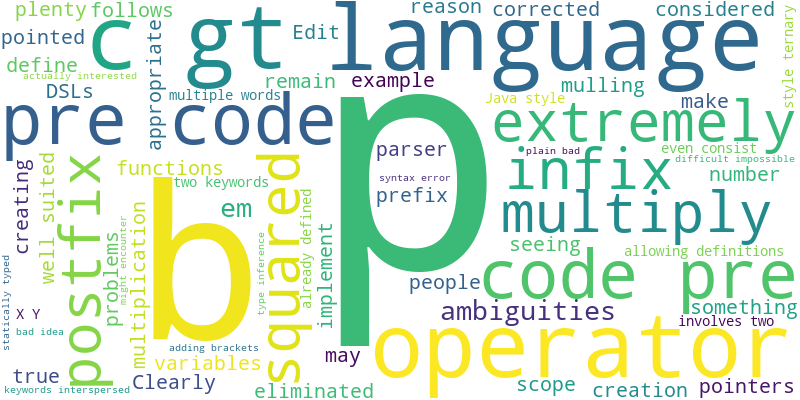 plenty follows
c gt language
reason corrected considered
pointed
Edit
style ternary
define
actually interested
appropriate
remain example
mulling
DSLs
multiple words
Java style
make
pre code
p
extremely
parser
plain bad
even consist
difficult impossible
creating
well suited
postfix
functions
two keywords
b
squared
syntax error
prefix
infix
number
em
multiply
problems
might encounter
multiplication
type inference
already defined
implement
seeing
allowing definitions
people
code pre
statically typed
X Y
ambiguities
something
bad idea
adding brackets
involves two
operator
true
variables
may
keywords interspersed
Clearly
eliminated
scope
creation pointers